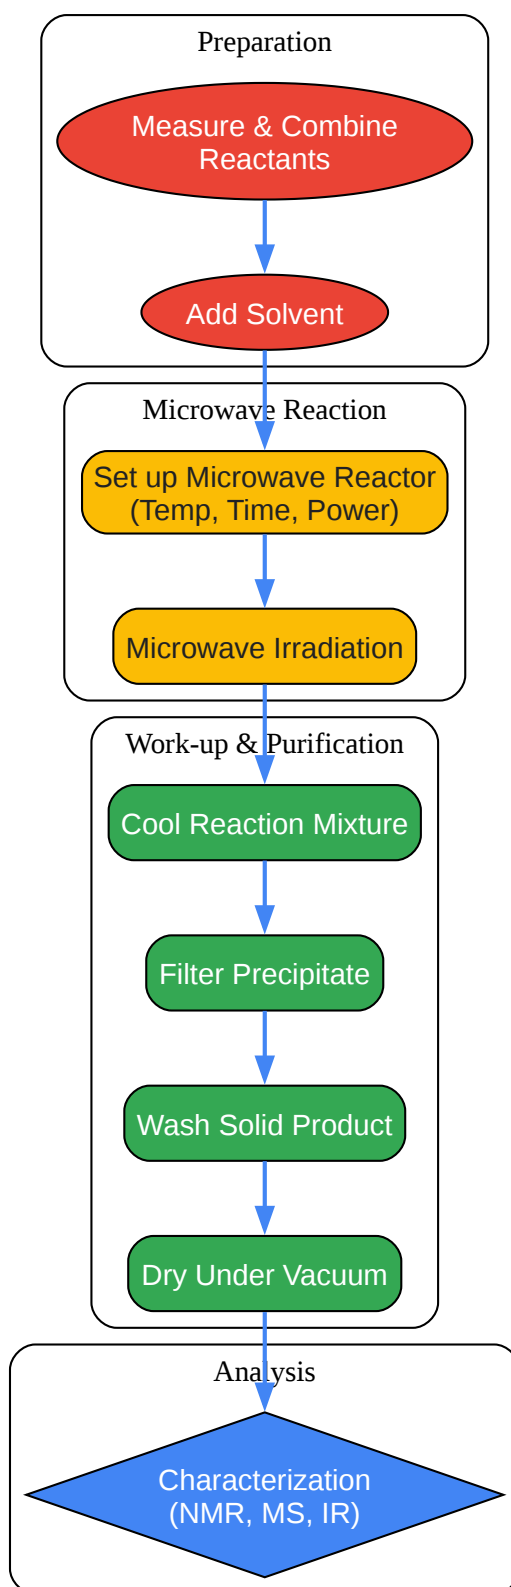 Preparation
Measure & Combine
Reactants
Add Solvent
Microwave Reaction
Set up Microwave Reactor
(Temp, Time, Power)
Microwave Irradiation
Work-up & Purification
Cool Reaction Mixture
Filter Precipitate
Wash Solid Product
Dry Under Vacuum
Analysis
Characterization
(NMR, MS, IR)